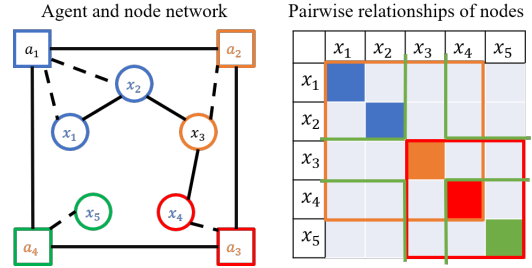 Agent and node network
a₁
a₂
x₂
x₁
x₃
x₅
x₄
a₄
a₃
Pairwise relationships of nodes
x₁ x₂ x₃ x₄ x₅
x₁
x₂
x₃
x₄
x₅